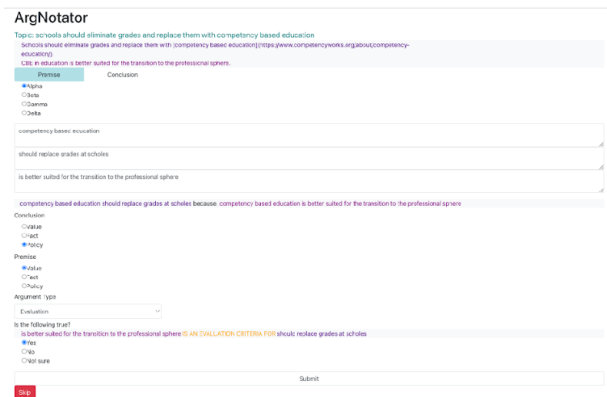 ArgNotator
Topic: schools should eliminate grades and replace them with competency based education
Schools should eliminate grades and replace them with [competency based education](https://www.competencyworks.org/about/competency-
education/).
CBE in education is better suited for the transition to the professional sphere.
Premise Conclusion
Alpha
Beta
Gamma
Delta
competency based education
should replace grades at scholes
is better suited for the transition to the professional sphere
competency based education should replace grades at scholes because competency based education is better suited for the transition to the professional sphere
Conclusion
Value
Fact
Policy
Premise
Value
Fact
Policy
Argument Type
Evaluation
Is the following true?
is better suited for the transition to the professional sphere IS AN EVALUATION CRITERIA FOR should replace grades at scholes
Yes
No
Not sure
Submit
Skip